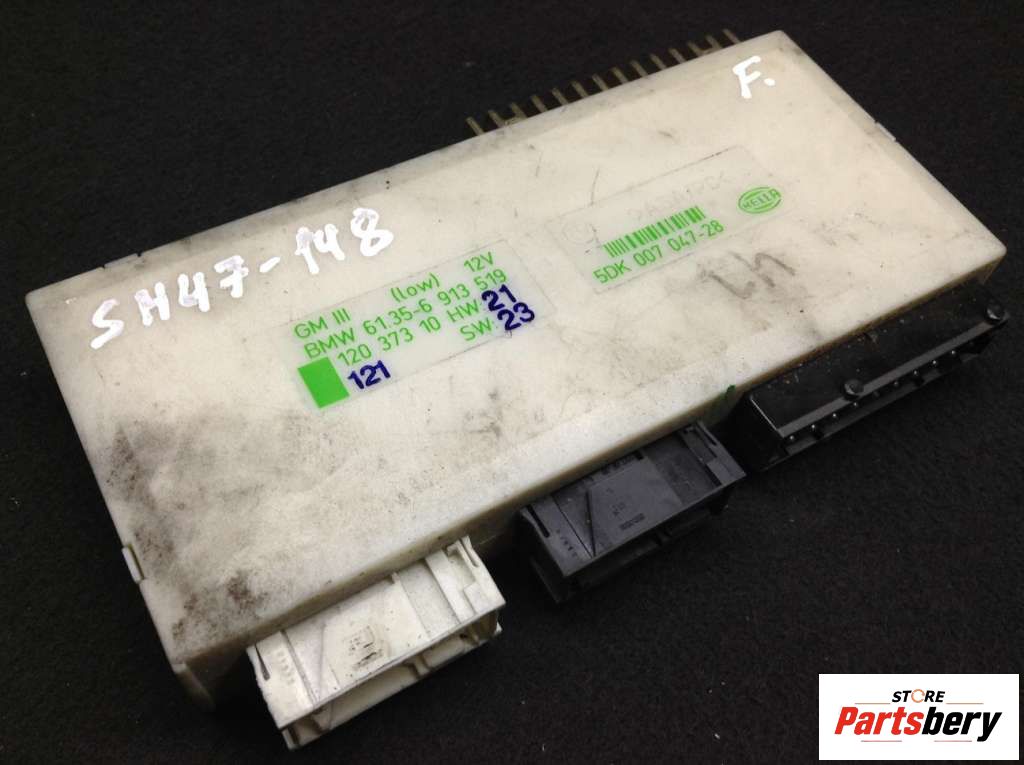 F.
SH47-148
GM III (low) 12V
BMW 61.35-6 913 519
120 373 10 HW: 21
SW: 23
121
HELLA
5DK 007 047-28
STORE
Partsbery